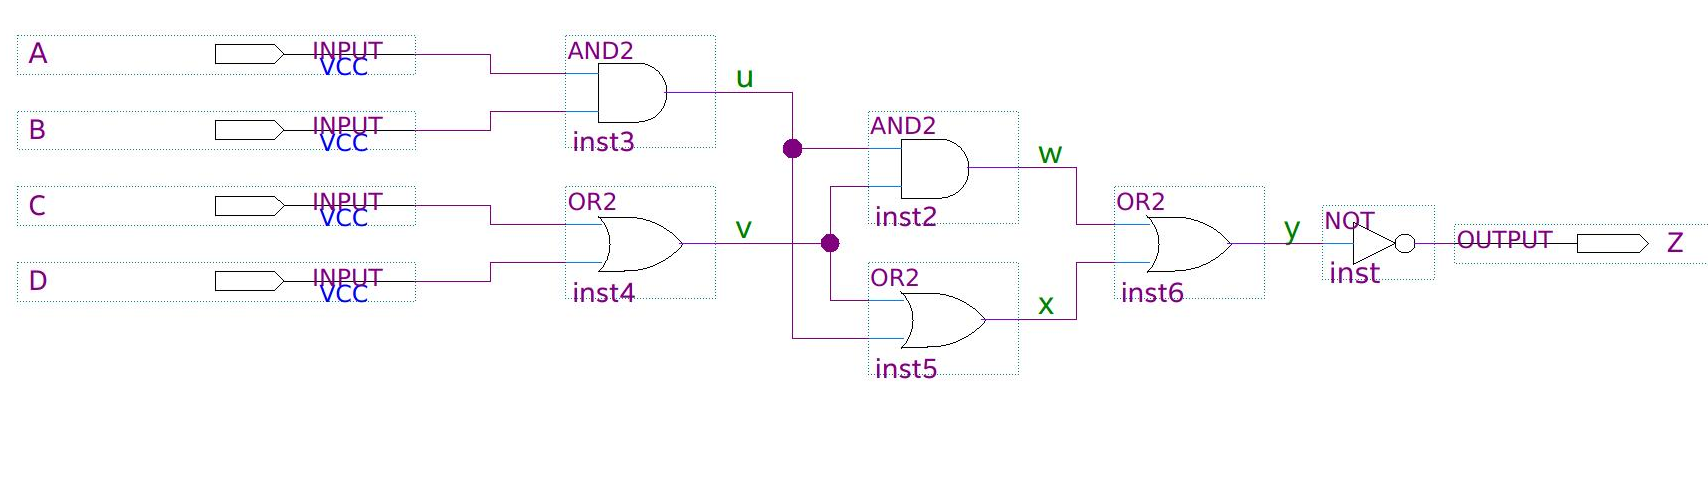 A INPUT VCC
AND2
u
B INPUT VCC
inst3
AND2
w
inst2
C INPUT VCC
OR2
v
D INPUT VCC
inst4
OR2
x
inst5
OR2
y
inst6
NOT
inst
OUTPUT Z